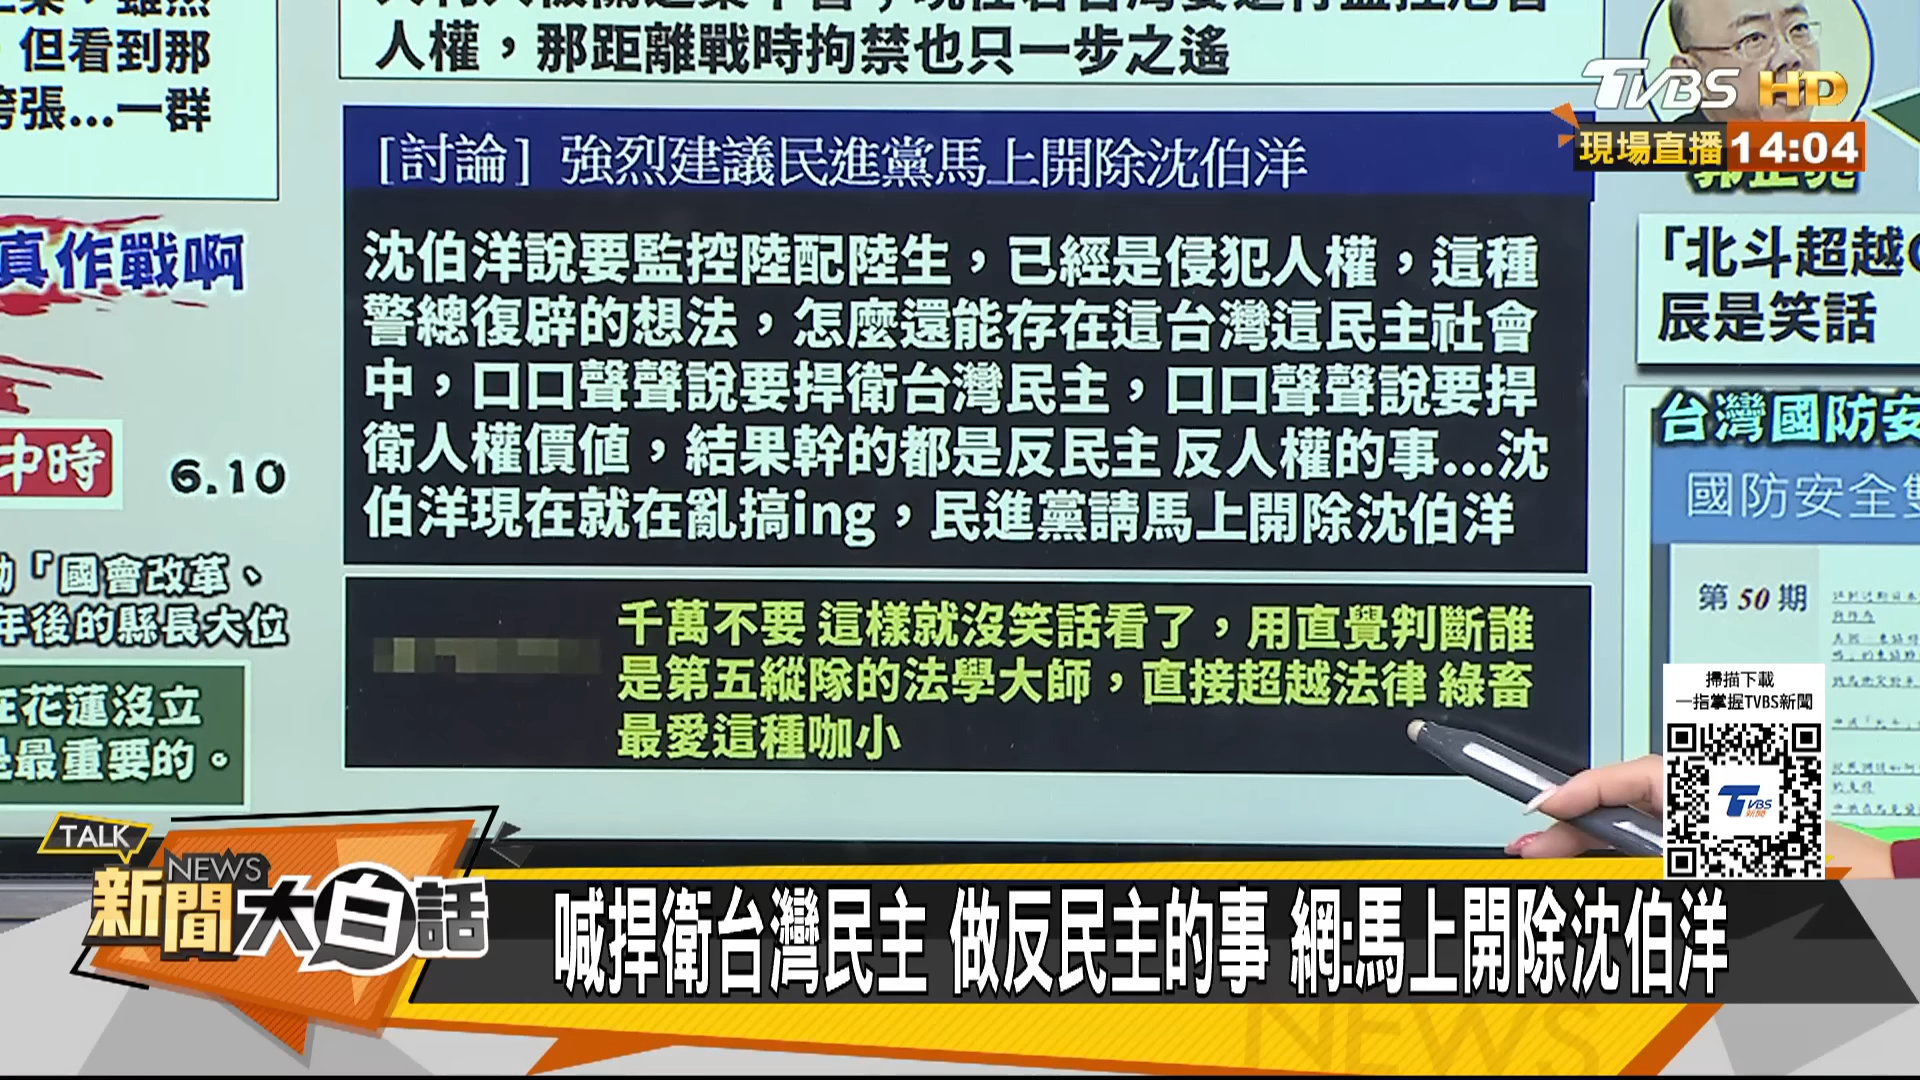 但看到那
誇張...一群
人權，那距離戰時拘禁也只一步之遙
TVBS HD
現場直播 14:04
[討論] 強烈建議民進黨馬上開除沈伯洋
沈伯洋說要監控陸配陸生，已經是侵犯人權，這種
警總復辟的想法，怎麼還能存在這台灣這民主社會
中，口口聲聲說要捍衛台灣民主，口口聲聲說要捍
衛人權價值，結果幹的都是反民主 反人權的事...沈
伯洋現在就在亂搞ing，民進黨請馬上開除沈伯洋
千萬不要 這樣就沒笑話看了，用直覺判斷誰
是第五縱隊的法學大師，直接超越法律 綠畜
最愛這種咖小
真作戰啊
中時
6.10
「國會改革、
年後的縣長大位
在花蓮沒立
是最重要的。
「北斗超越
辰是笑話
台灣國防安
國防安全雙
第 50 期
掃描下載
一指掌握TVBS新聞
TVBS
新聞
TALK
NEWS
新聞大白話
喊捍衛台灣民主 做反民主的事 網:馬上開除沈伯洋
NEWS